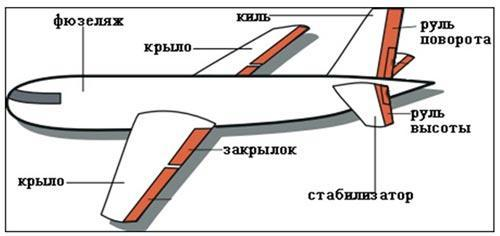 фюзеляж
киль
руль
поворота
крыло
руль
высоты
закрылок
крыло
стабилизатор